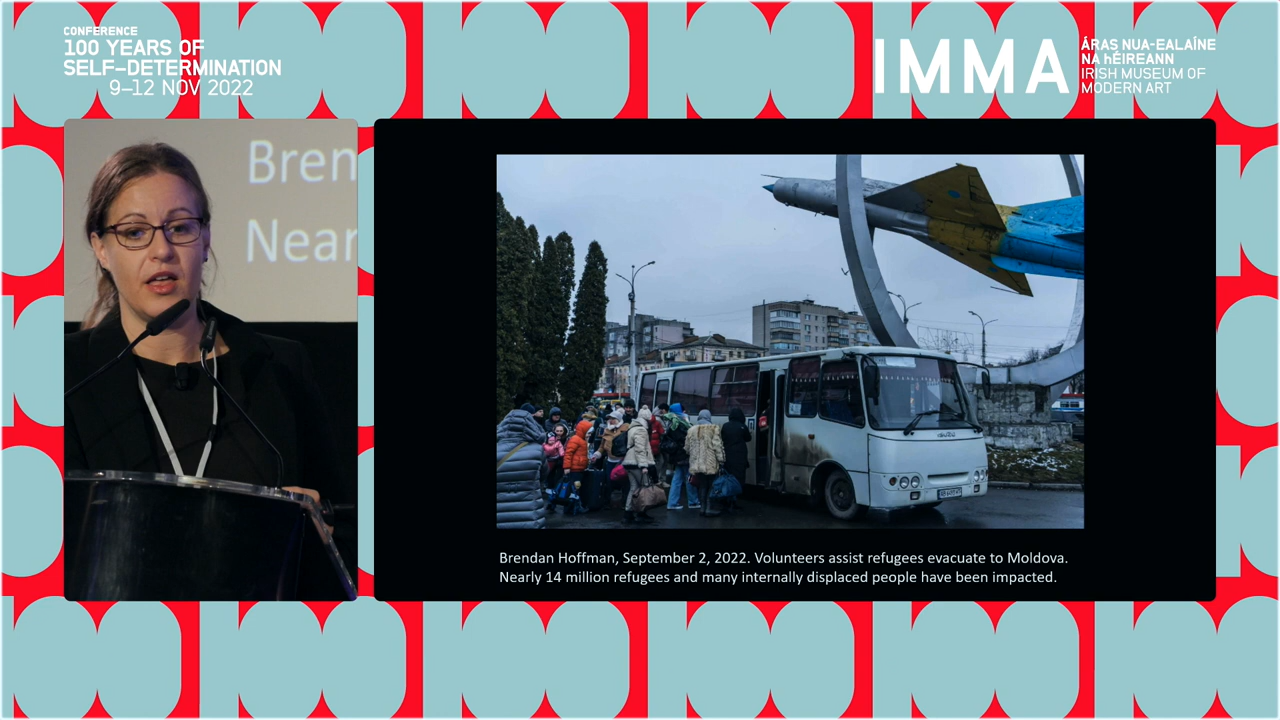 CONFERENCE
100 YEARS OF
SELF–DETERMINATION
9–12 NOV 2022
IMMA
ÁRAS NUA-EALAÍNE
NA hÉIREANN
IRISH MUSEUM OF
MODERN ART
Bren
Near
ISUZU
Brendan Hoffman, September 2, 2022. Volunteers assist refugees evacuate to Moldova.
Nearly 14 million refugees and many internally displaced people have been impacted.